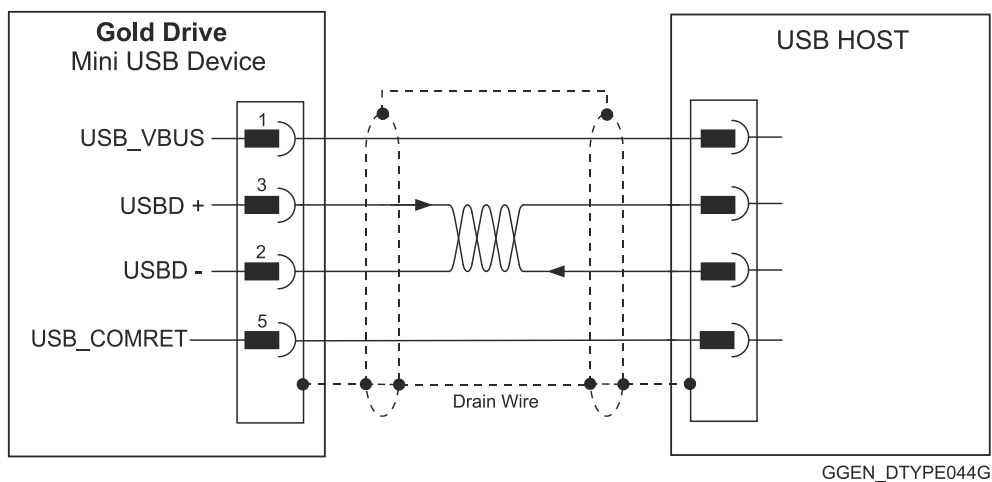 Gold Drive
Mini USB Device
USB HOST
USB_VBUS
1
USBD +
3
USBD -
2
USB_COMRET
5
Drain Wire
GGEN_DTYPE044G